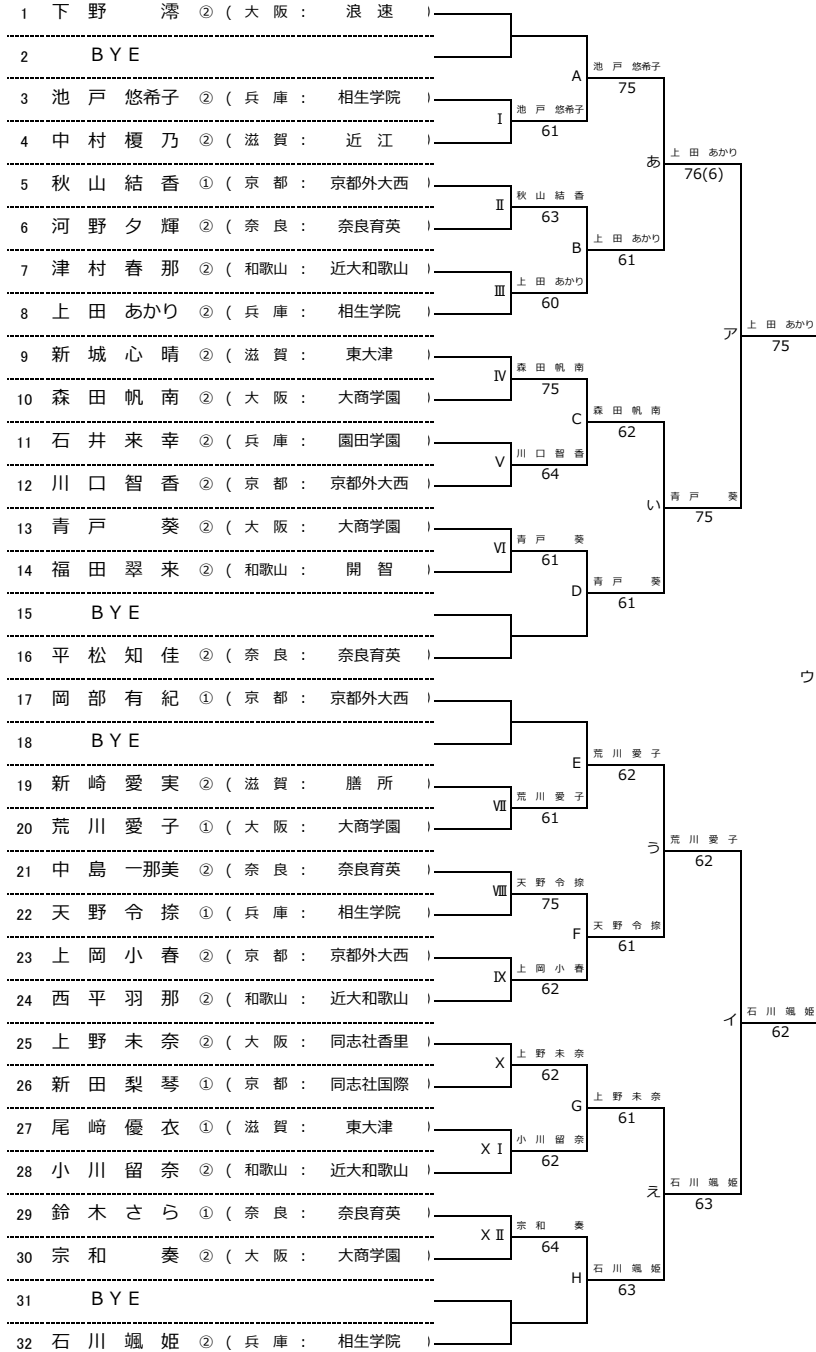 1 下野 澪 ② ( 大阪 : 浪速 )
2 BYE
3 池戸 悠希子 ② ( 兵庫 : 相生学院 )
4 中村榎乃 ② ( 滋賀 : 近江 )
5 秋山結香 ① ( 京都 : 京都外大西 )
6 河野夕輝 ② ( 奈良 : 奈良育英 )
7 津村春那 ② ( 和歌山 : 近大和歌山 )
8 上田 あかり ② ( 兵庫 : 相生学院 )
9 新城心晴 ② ( 滋賀 : 東大津 )
10 森田帆南 ② ( 大阪 : 大商学園 )
11 石井来幸 ② ( 兵庫 : 園田学園 )
12 川口智香 ② ( 京都 : 京都外大西 )
13 青戸 葵 ② ( 大阪 : 大商学園 )
14 福田翠来 ② ( 和歌山 : 開智 )
15 BYE
16 平松知佳 ② ( 奈良 : 奈良育英 )
17 岡部有紀 ① ( 京都 : 京都外大西 )
18 BYE
19 新崎愛実 ② ( 滋賀 : 膳所 )
20 荒川愛子 ① ( 大阪 : 大商学園 )
21 中島 一那美 ② ( 奈良 : 奈良育英 )
22 天野令捺 ① ( 兵庫 : 相生学院 )
23 上岡小春 ② ( 京都 : 京都外大西 )
24 西平羽那 ② ( 和歌山 : 近大和歌山 )
25 上野未奈 ② ( 大阪 : 同志社香里 )
26 新田梨琴 ① ( 京都 : 同志社国際 )
27 尾﨑優衣 ① ( 滋賀 : 東大津 )
28 小川留奈 ② ( 和歌山 : 近大和歌山 )
29 鈴木さら ① ( 奈良 : 奈良育英 )
30 宗和 奏 ② ( 大阪 : 大商学園 )
31 BYE
32 石川颯姫 ② ( 兵庫 : 相生学院 )
Ⅰ 池戸 悠希子
61
Ⅱ 秋山結香
63
Ⅲ 上田 あかり
60
Ⅳ 森田帆南
75
Ⅴ 川口智香
64
Ⅵ 青戸 葵
61
Ⅶ 荒川愛子
61
Ⅷ 天野令捺
75
Ⅸ 上岡小春
62
Ⅹ 上野未奈
62
ⅩⅠ 小川留奈
62
ⅩⅡ 宗和 奏
64
A 池戸 悠希子
75
B 上田 あかり
61
C 森田帆南
62
D 青戸 葵
61
E 荒川愛子
62
F 天野令捺
61
G 上野未奈
61
H 石川颯姫
63
あ 上田 あかり
76(6)
い 青戸 葵
75
う 荒川愛子
62
え 石川颯姫
63
ア 上田 あかり
75
イ 石川颯姫
62
ウ